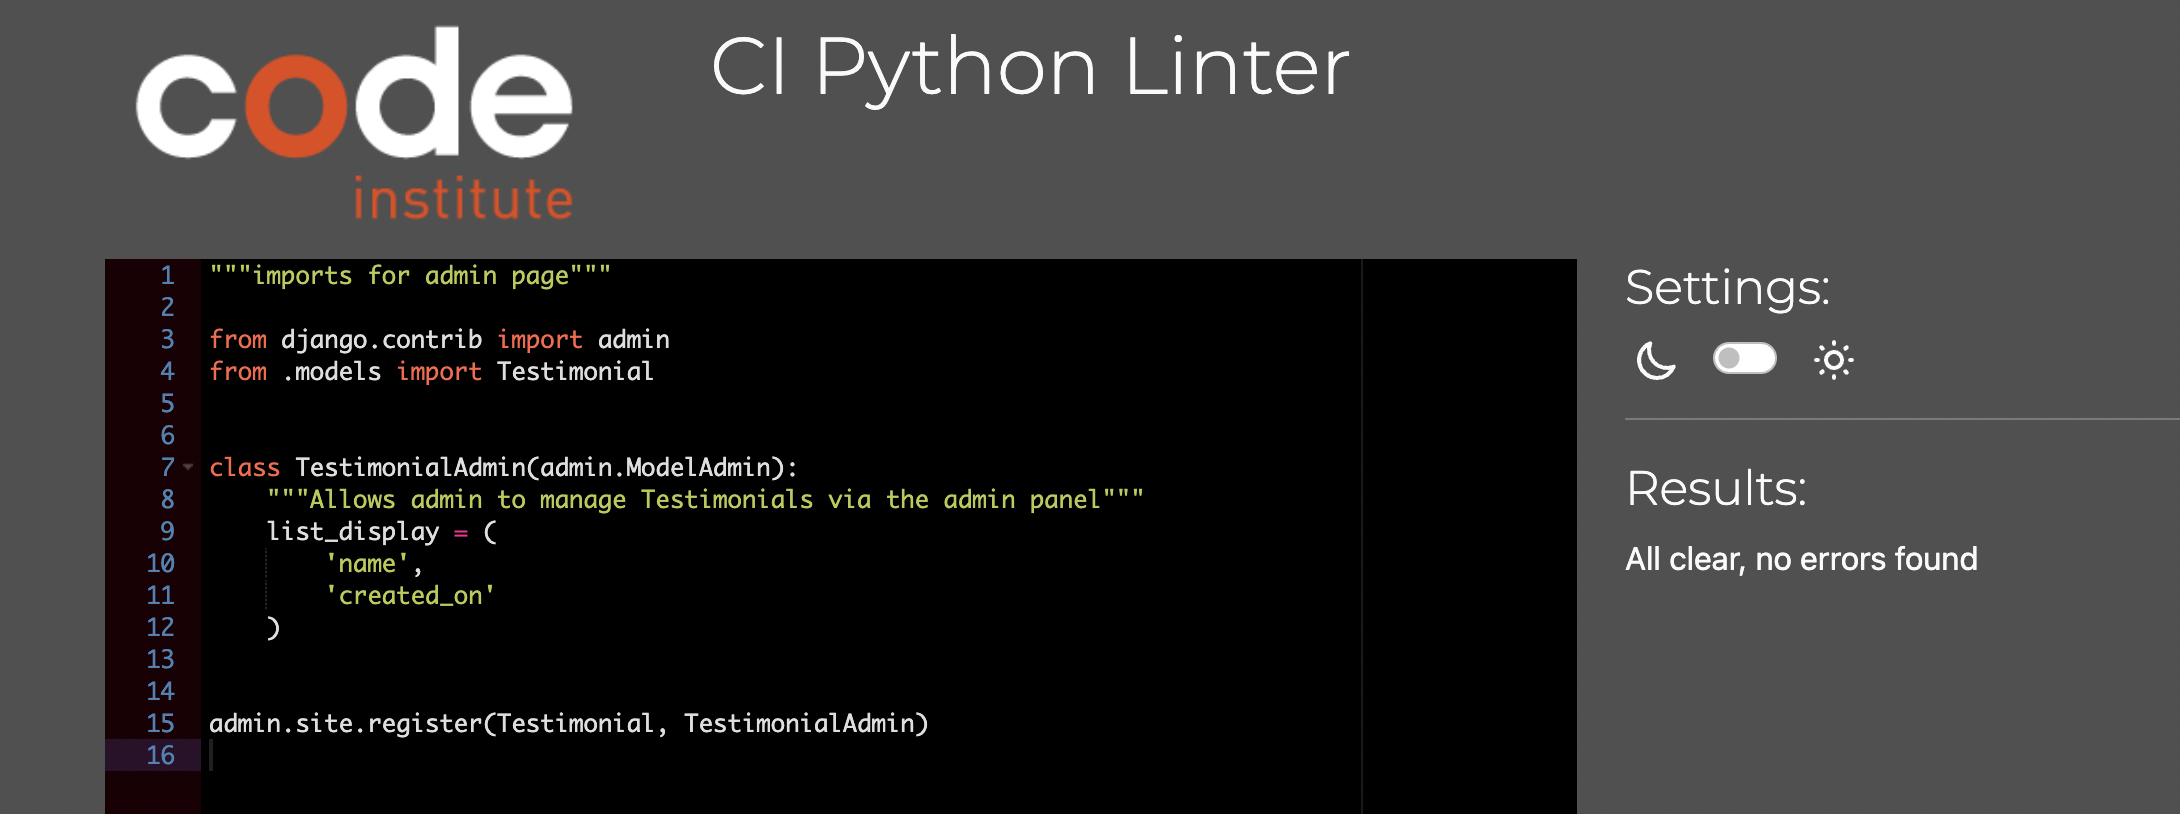 code
institute
CI Python Linter
1 """imports for admin page"""
2
3 from django.contrib import admin
4 from .models import Testimonial
5
6
7 class TestimonialAdmin(admin.ModelAdmin):
8     """Allows admin to manage Testimonials via the admin panel"""
9     list_display = (
10         'name',
11         'created_on'
12     )
13
14
15 admin.site.register(Testimonial, TestimonialAdmin)
16
Settings:
Results:
All clear, no errors found